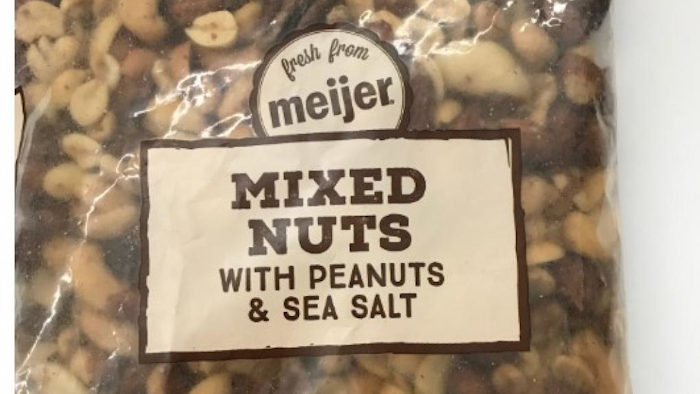 fresh from
meijer
MIXED
NUTS
WITH PEANUTS
& SEA SALT